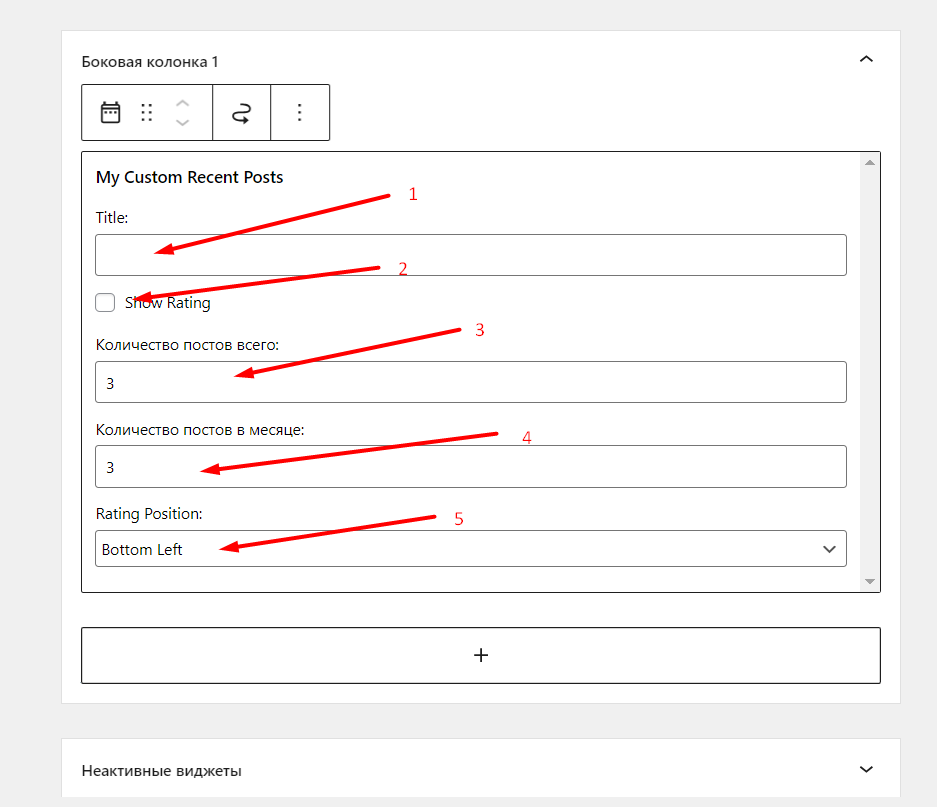 Боковая колонка 1
My Custom Recent Posts
1
Title:
2
Show Rating
3
Количество постов всего:
3
Количество постов в месяце:
4
3
Rating Position:
5
Bottom Left
+
Неактивные виджеты